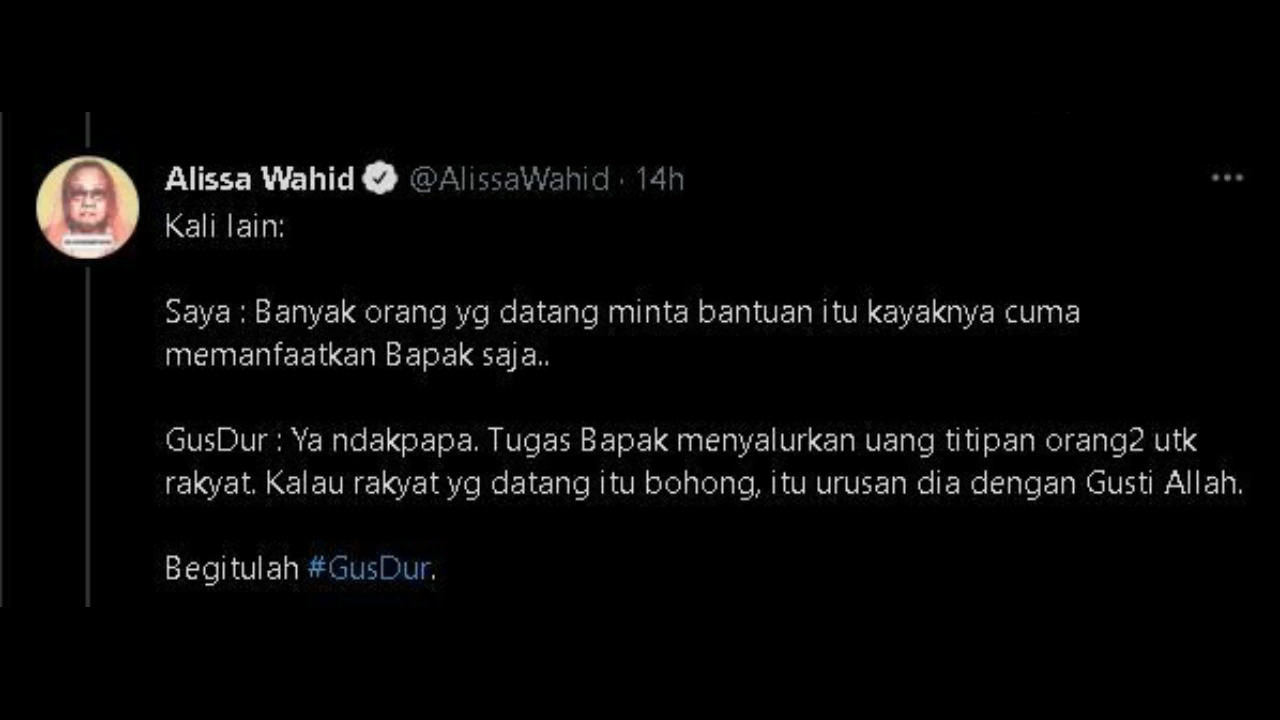 Alissa Wahid @AlissaWahid · 14h
Kali lain:
Saya : Banyak orang yg datang minta bantuan itu kayaknya cuma
memanfaatkan Bapak saja..
GusDur : Ya ndakpapa. Tugas Bapak menyalurkan uang titipan orang2 utk
rakyat. Kalau rakyat yg datang itu bohong, itu urusan dia dengan Gusti Allah.
Begitulah #GusDur.